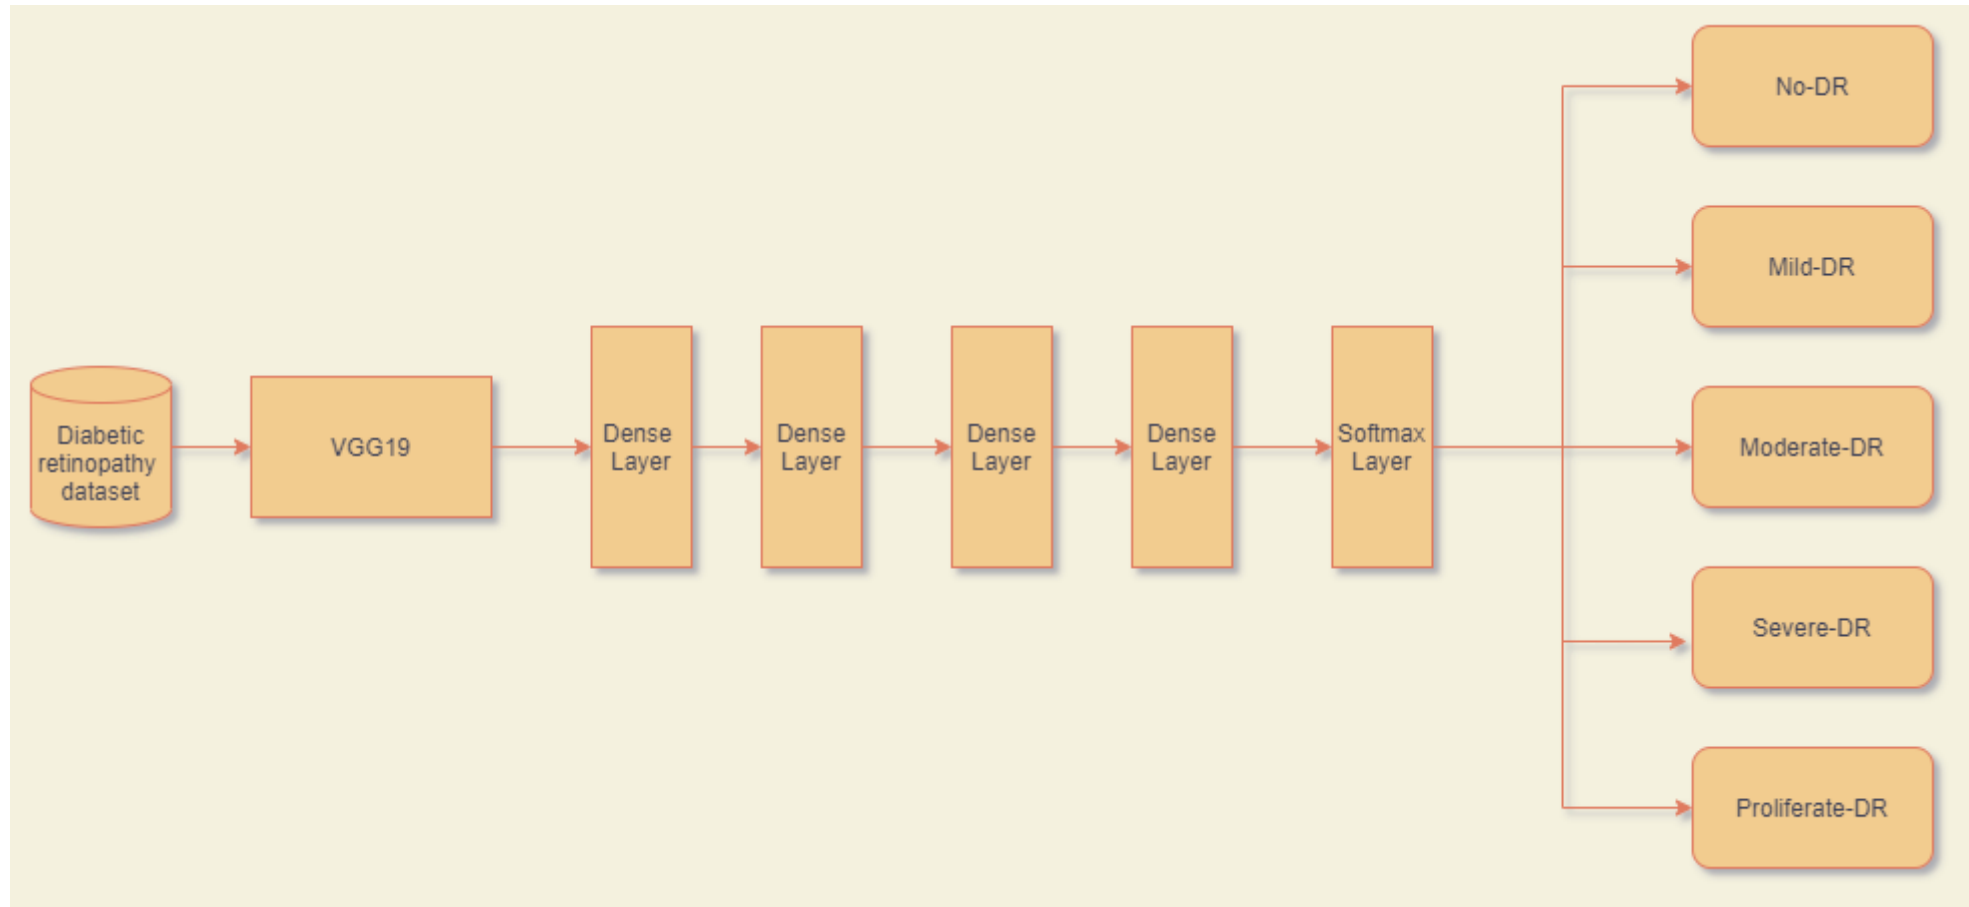 Diabetic
retinopathy
dataset
VGG19
Dense
Layer
Dense
Layer
Dense
Layer
Dense
Layer
Softmax
Layer
No-DR
Mild-DR
Moderate-DR
Severe-DR
Proliferate-DR